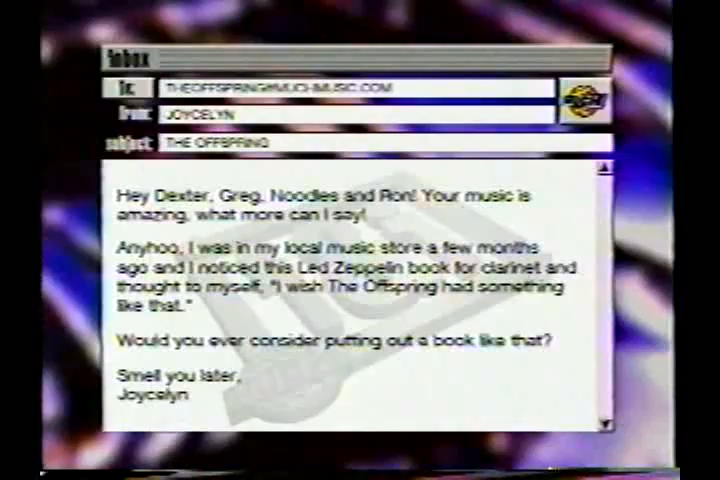 Inbox
To:
THEOFFSPRING@MUCHMUSIC.COM
from:
JOYCELYN
subject:
THE OFFSPRING
Hey Dexter, Greg, Noodles and Ron! Your music is
amazing, what more can I say!
Anyhoo, I was in my local music store a few months
ago and I noticed this Led Zeppelin book for clarinet and
thought to myself, "I wish The Offspring had something
like that."
Would you ever consider putting out a book like that?
Smell you later,
Joycelyn